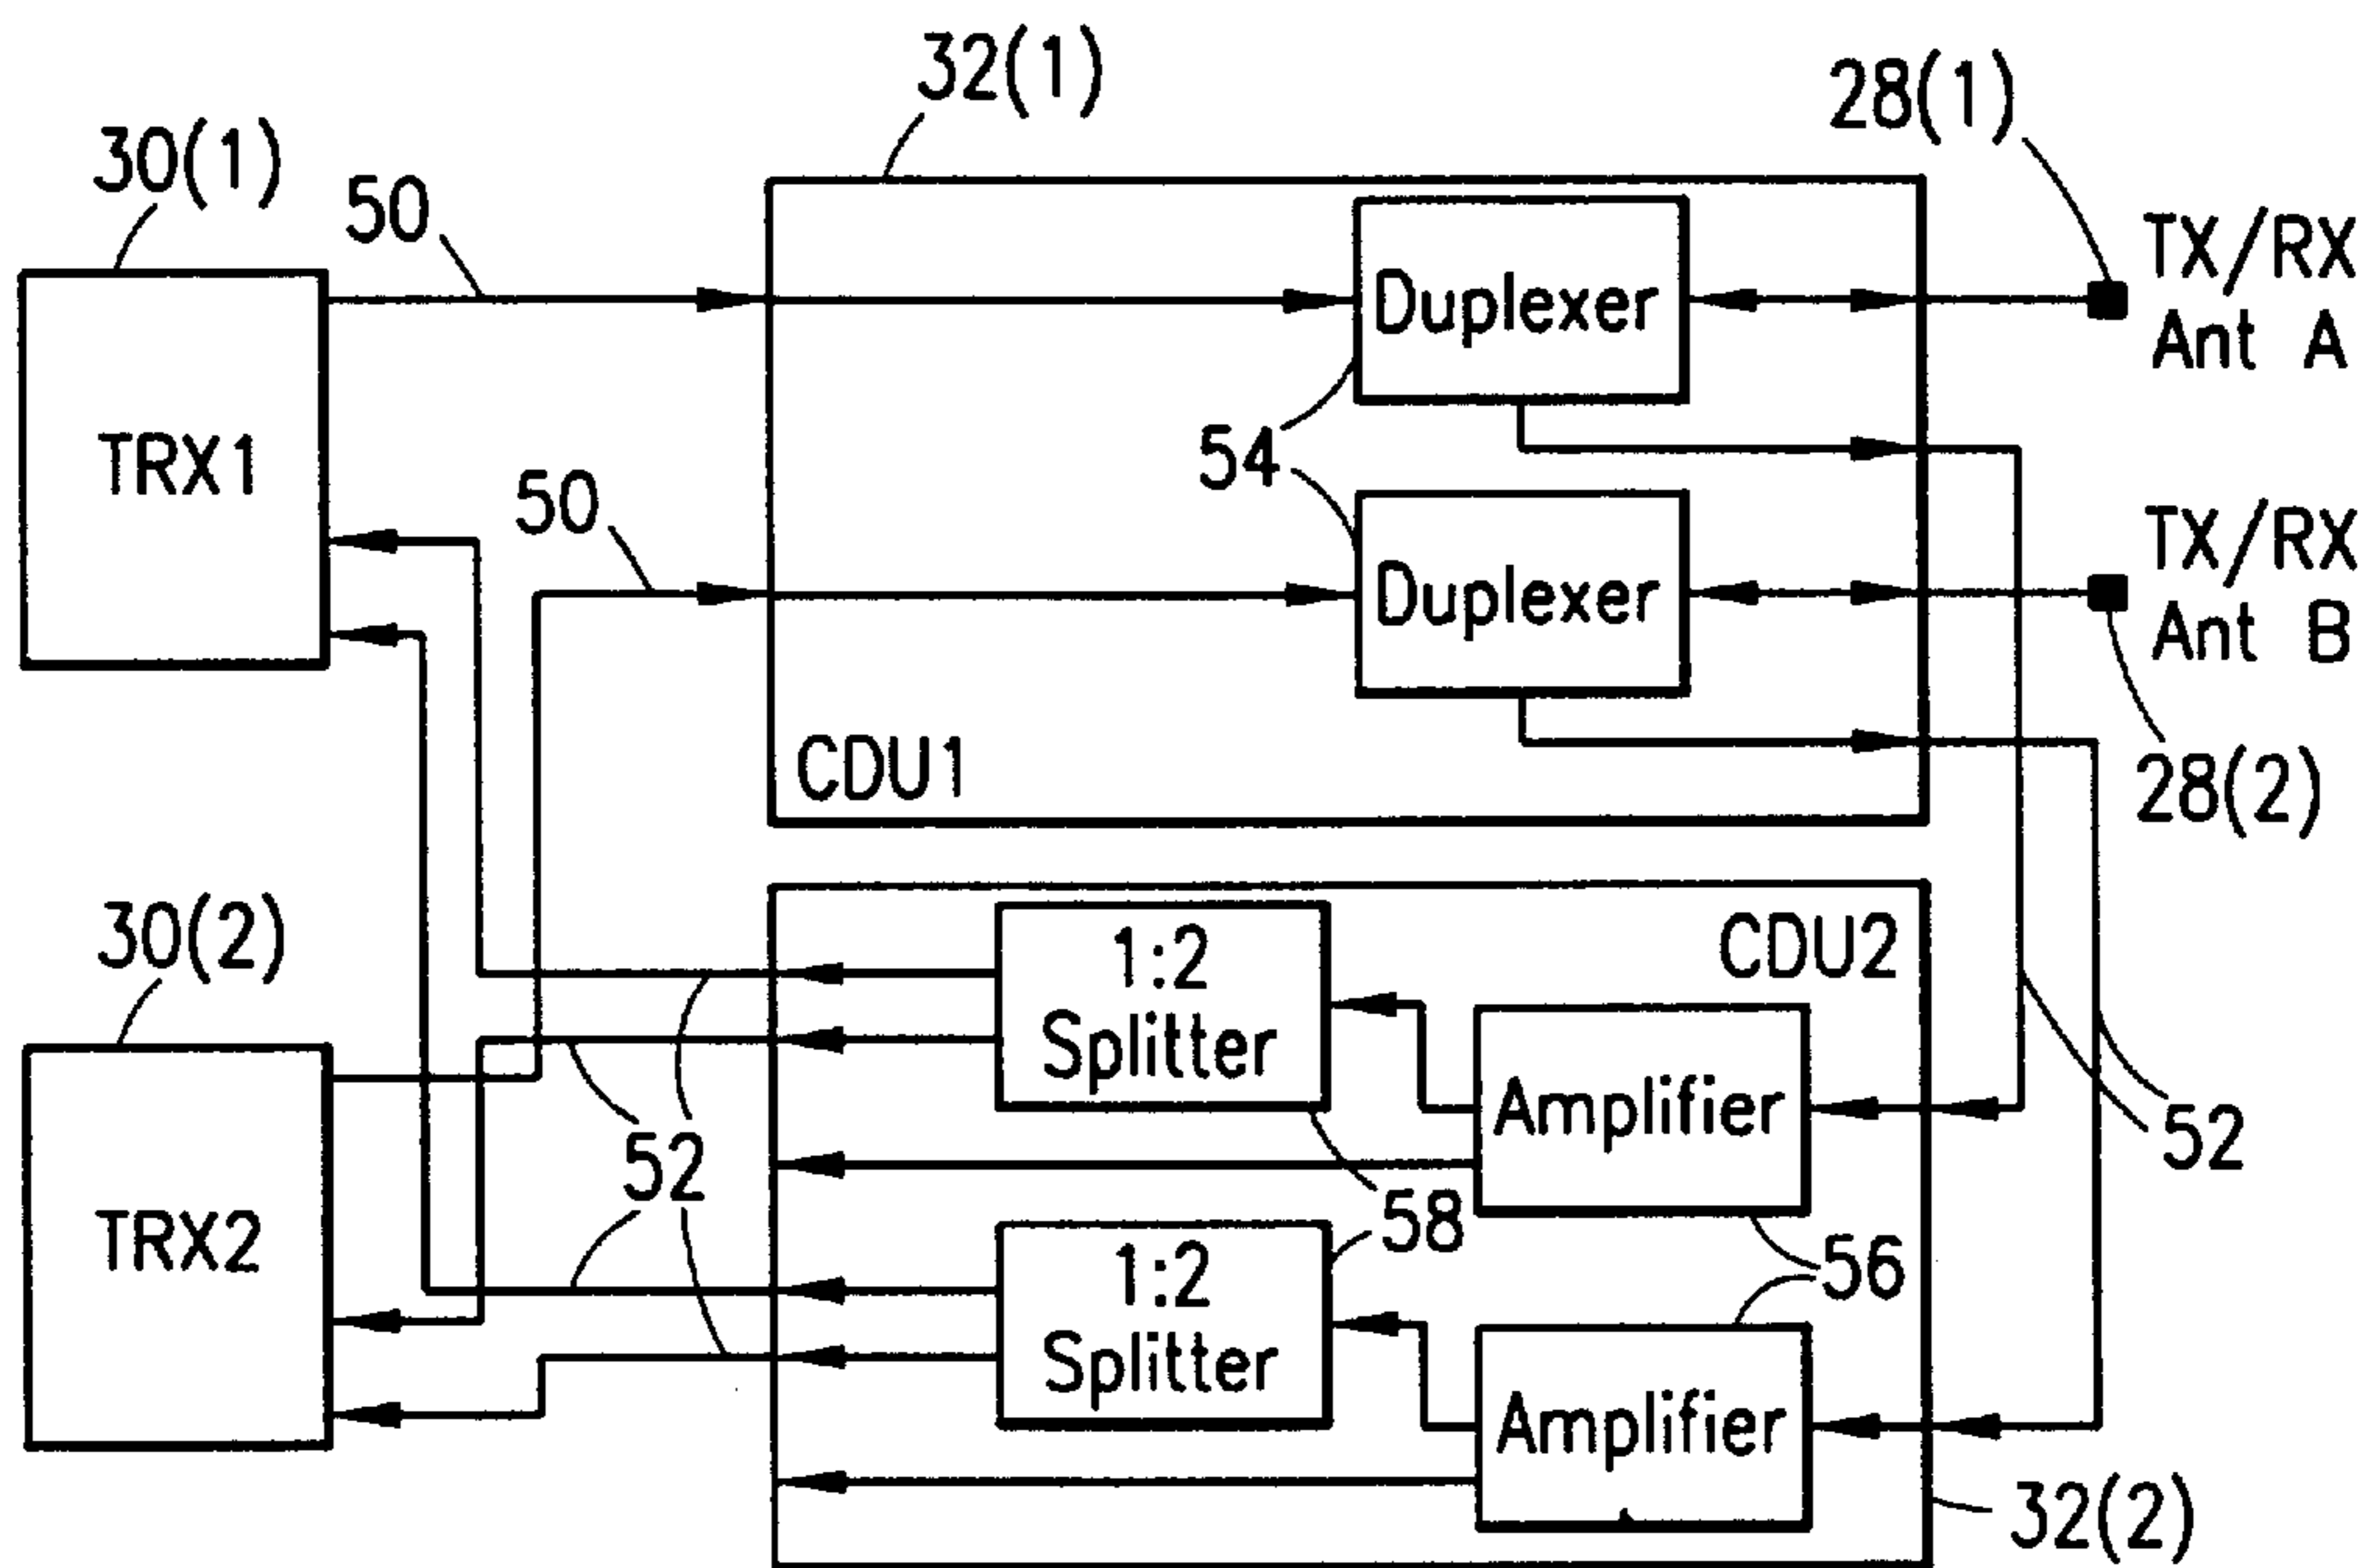 32(1)
28(1)
30(1)
50
TX/RX
Ant A
Duplexer
TRX1
54
50
TX/RX
Ant B
Duplexer
CDU1
28(2)
30(2)
CDU2
1:2
Splitter
Amplifier
52
52
58
TRX2
56
1:2
Splitter
Amplifier
32(2)